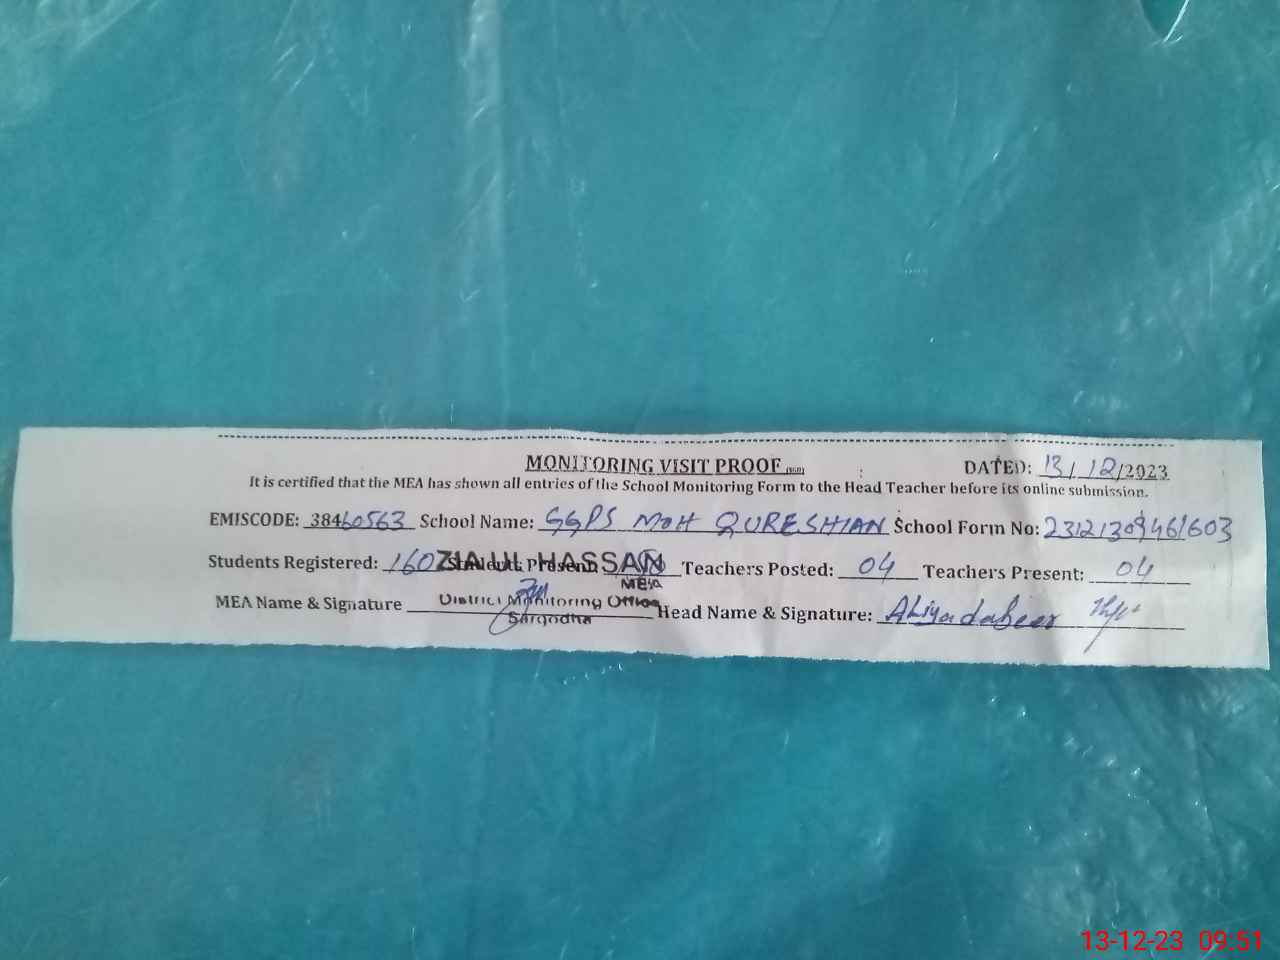 MONITORING VISIT PROOF
DATED: 13/12/2023
It is certified that the MEA has shown all entries of the School Monitoring Form to the Head Teacher before its online submission.
EMISCODE: 38460563 School Name: GGPS MOH QURESHIAN School Form No: 23121309461603
Students Registered: 160 Students Present: Teachers Posted: 04 Teachers Present: 04
ZIA UL HASSAN
MEA
District Monitoring Office
Sargodha
MEA Name & Signature Head Name & Signature: Aliya dabeer
13-12-23 09:51